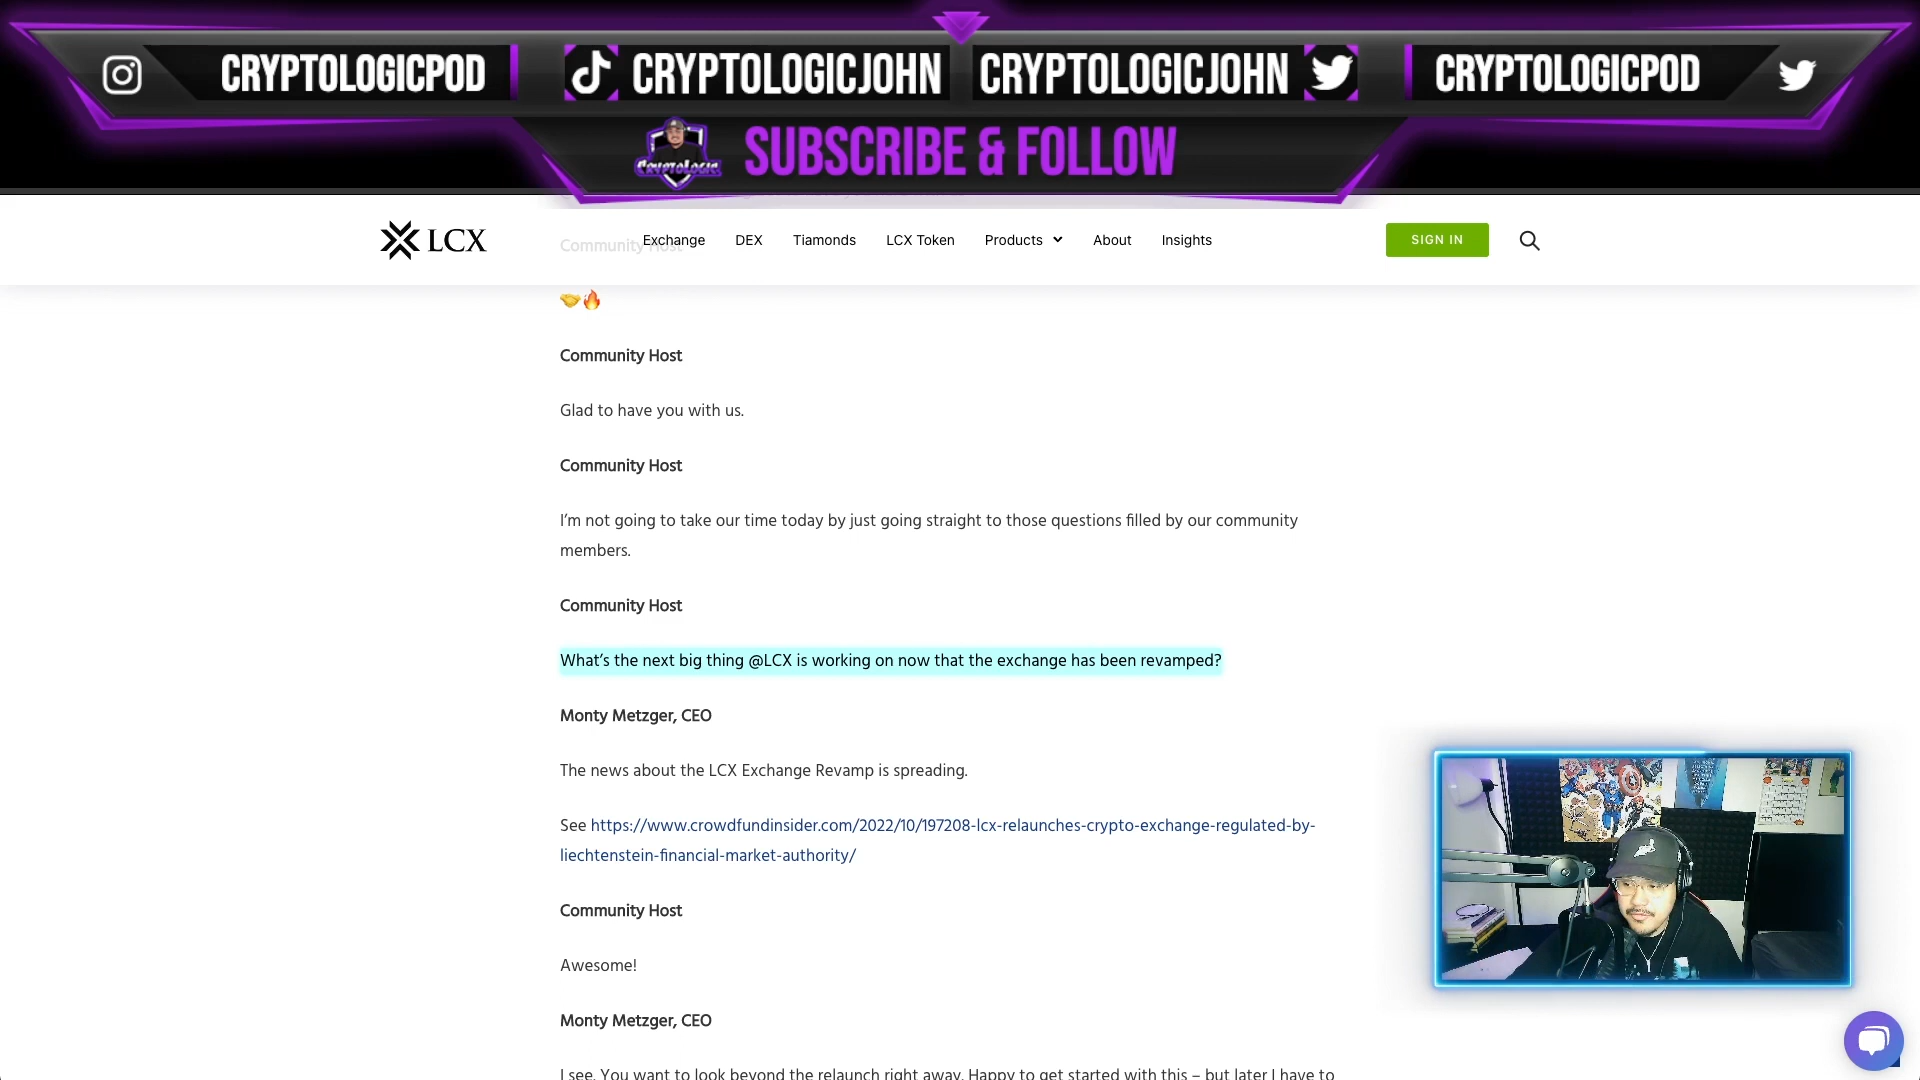 CRYPTOLOGICPOD
CRYPTOLOGICJOHN
CRYPTOLOGICJOHN
CRYPTOLOGICPOD
CRYPTOLOGIC
SUBSCRIBE & FOLLOW
LCX
Community Host
Exchange
DEX
Tiamonds
LCX Token
Products
About
Insights
SIGN IN
🤝🔥
Community Host
Glad to have you with us.
Community Host
I’m not going to take our time today by just going straight to those questions filled by our community
members.
Community Host
What’s the next big thing @LCX is working on now that the exchange has been revamped?
Monty Metzger, CEO
The news about the LCX Exchange Revamp is spreading.
See https://www.crowdfundinsider.com/2022/10/197208-lcx-relaunches-crypto-exchange-regulated-by-
liechtenstein-financial-market-authority/
Community Host
Awesome!
Monty Metzger, CEO
I see. You want to look beyond the relaunch right away. Happy to get started with this – but later I have to